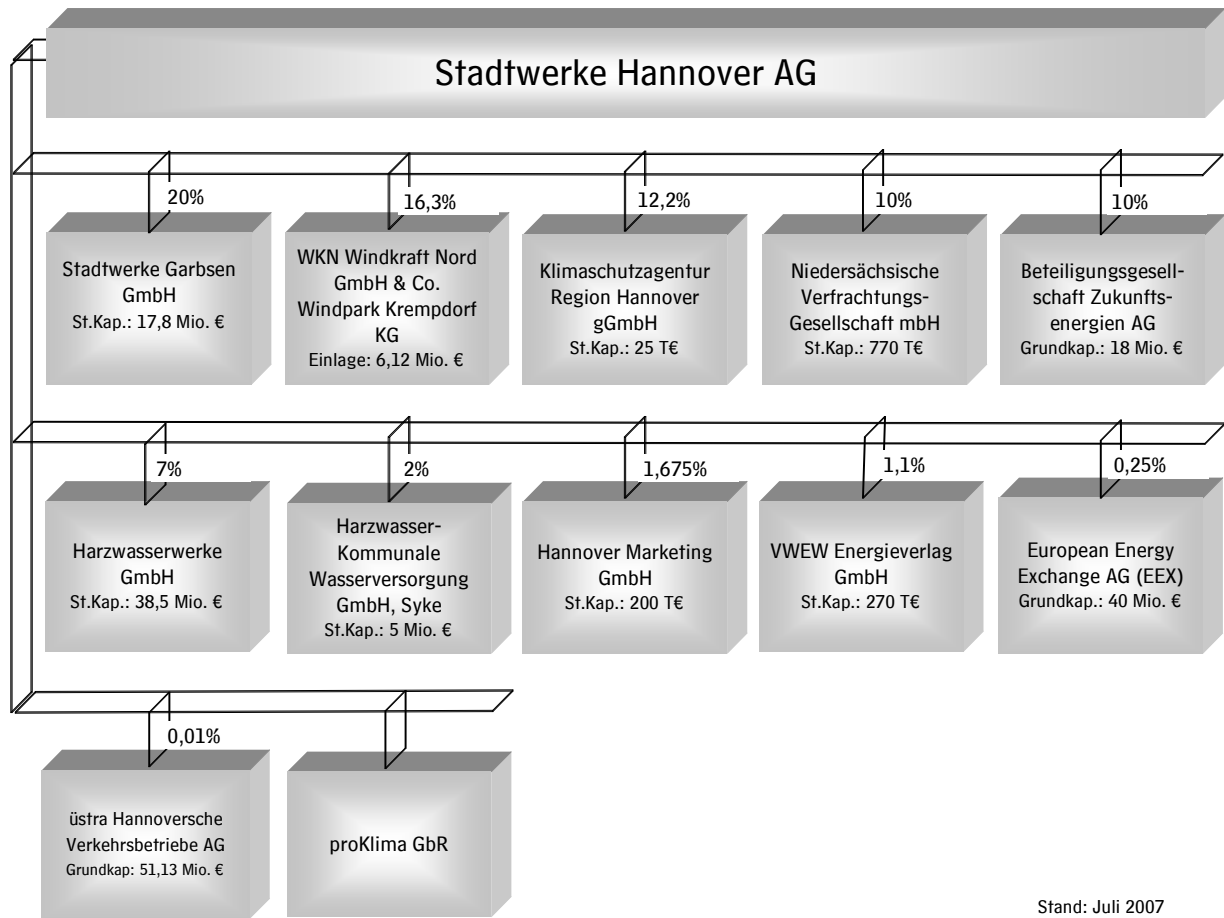 Stadtwerke Hannover AG
20%
16,3%
12,2%
10%
10%
Stadtwerke Garbsen
GmbH
St.Kap.: 17,8 Mio. €
WKN Windkraft Nord
GmbH & Co.
Windpark Krempdorf
KG
Einlage: 6,12 Mio. €
Klimaschutzagentur
Region Hannover
gGmbH
St.Kap.: 25 T€
Niedersächsische
Verfrachtungs-
Gesellschaft mbH
St.Kap.: 770 T€
Beteiligungsgesell-
schaft Zukunfts-
energien AG
Grundkap.: 18 Mio. €
7%
2%
1,675%
1,1%
0,25%
Harzwasserwerke
GmbH
St.Kap.: 38,5 Mio. €
Harzwasser-
Kommunale
Wasserversorgung
GmbH, Syke
St.Kap.: 5 Mio. €
Hannover Marketing
GmbH
St.Kap.: 200 T€
VWEW Energieverlag
GmbH
St.Kap.: 270 T€
European Energy
Exchange AG (EEX)
Grundkap.: 40 Mio. €
0,01%
üstra Hannoversche
Verkehrsbetriebe AG
Grundkap: 51,13 Mio. €
proKlima GbR
Stand: Juli 2007